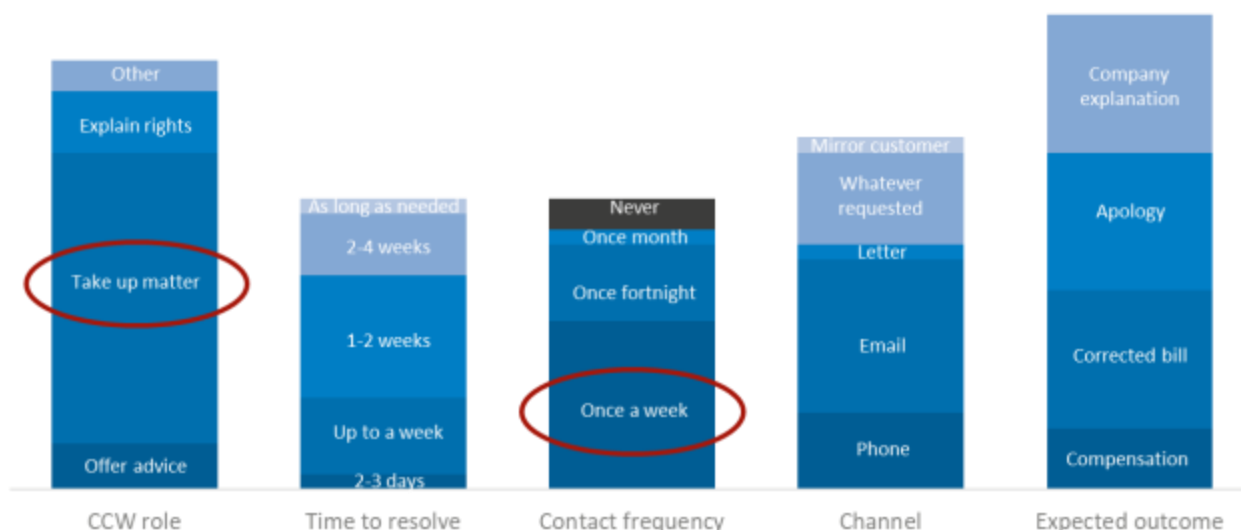 Other
Explain rights
Take up matter
Offer advice
CCW role
As long as needed
2-4 weeks
1-2 weeks
Up to a week
2-3 days
Time to resolve
Never
Once month
Once fortnight
Once a week
Contact frequency
Mirror customer
Whatever
requested
Letter
Email
Phone
Channel
Company
explanation
Apology
Corrected bill
Compensation
Expected outcome